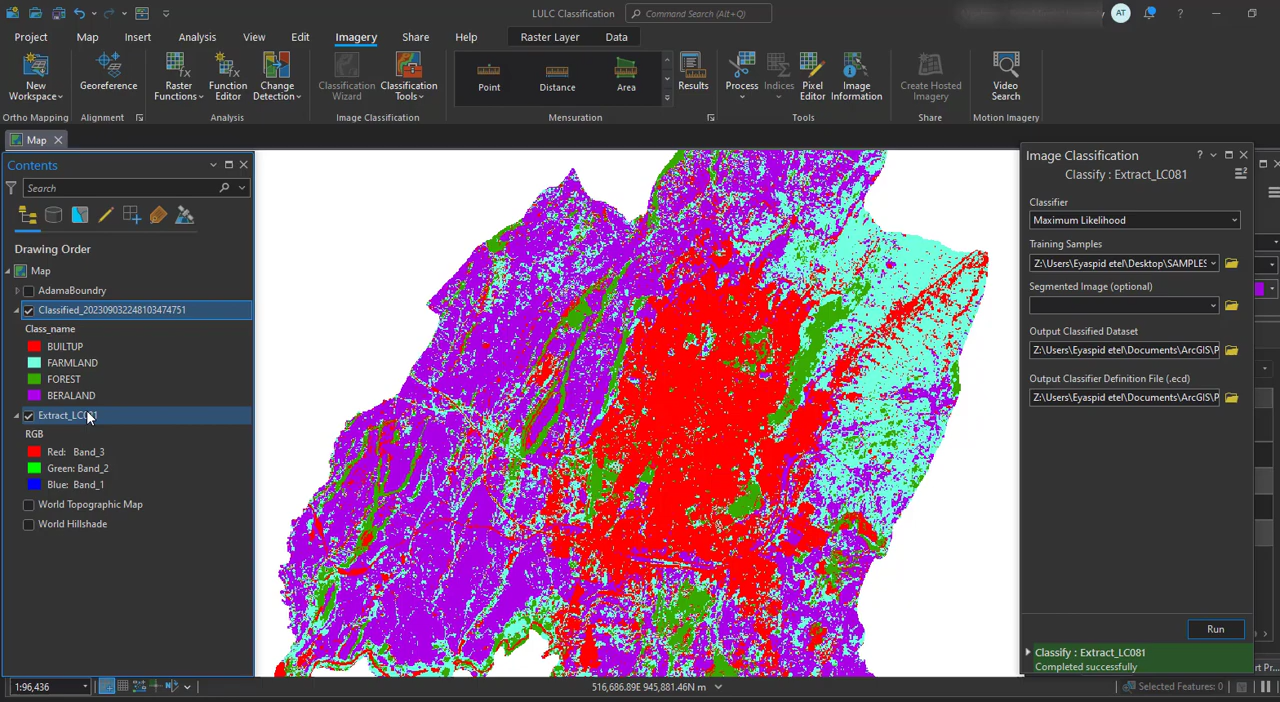 LULC Classification
Command Search (Alt+Q)
AT
?
Project Map Insert Analysis View Edit Imagery Share Help Raster Layer Data
New Workspace
Georeference
Raster Functions
Function Editor
Change Detection
Classification Wizard
Classification Tools
Point
Distance
Area
Results
Process
Indices
Pixel Editor
Image Information
Create Hosted Imagery
Video Search
Ortho Mapping Alignment Analysis Image Classification Mensuration Tools Share Motion Imagery
Map
Contents
Search
Drawing Order
Map
AdamaBoundry
Classified_202309032248103474751
Class_name
BUILTUP
FARMLAND
FOREST
BERALAND
RGB
Red: Band_3
Green: Band_2
Blue: Band_1
World Topographic Map
World Hillshade
Image Classification ?
Classify : Extract_LC081
Classifier
Maximum Likelihood
Training Samples
Z:\Users\Eyaspid etel\Desktop\SAMPLES
Segmented Image (optional)
Output Classified Dataset
Z:\Users\Eyaspid etel\Documents\ArcGIS\P
Output Classifier Definition File (.ecd)
Z:\Users\Eyaspid etel\Documents\ArcGIS\P
Run
Classify : Extract_LC081
Completed successfully
1:96,436
516,686.89E 945,881.46N m
Selected Features: 0